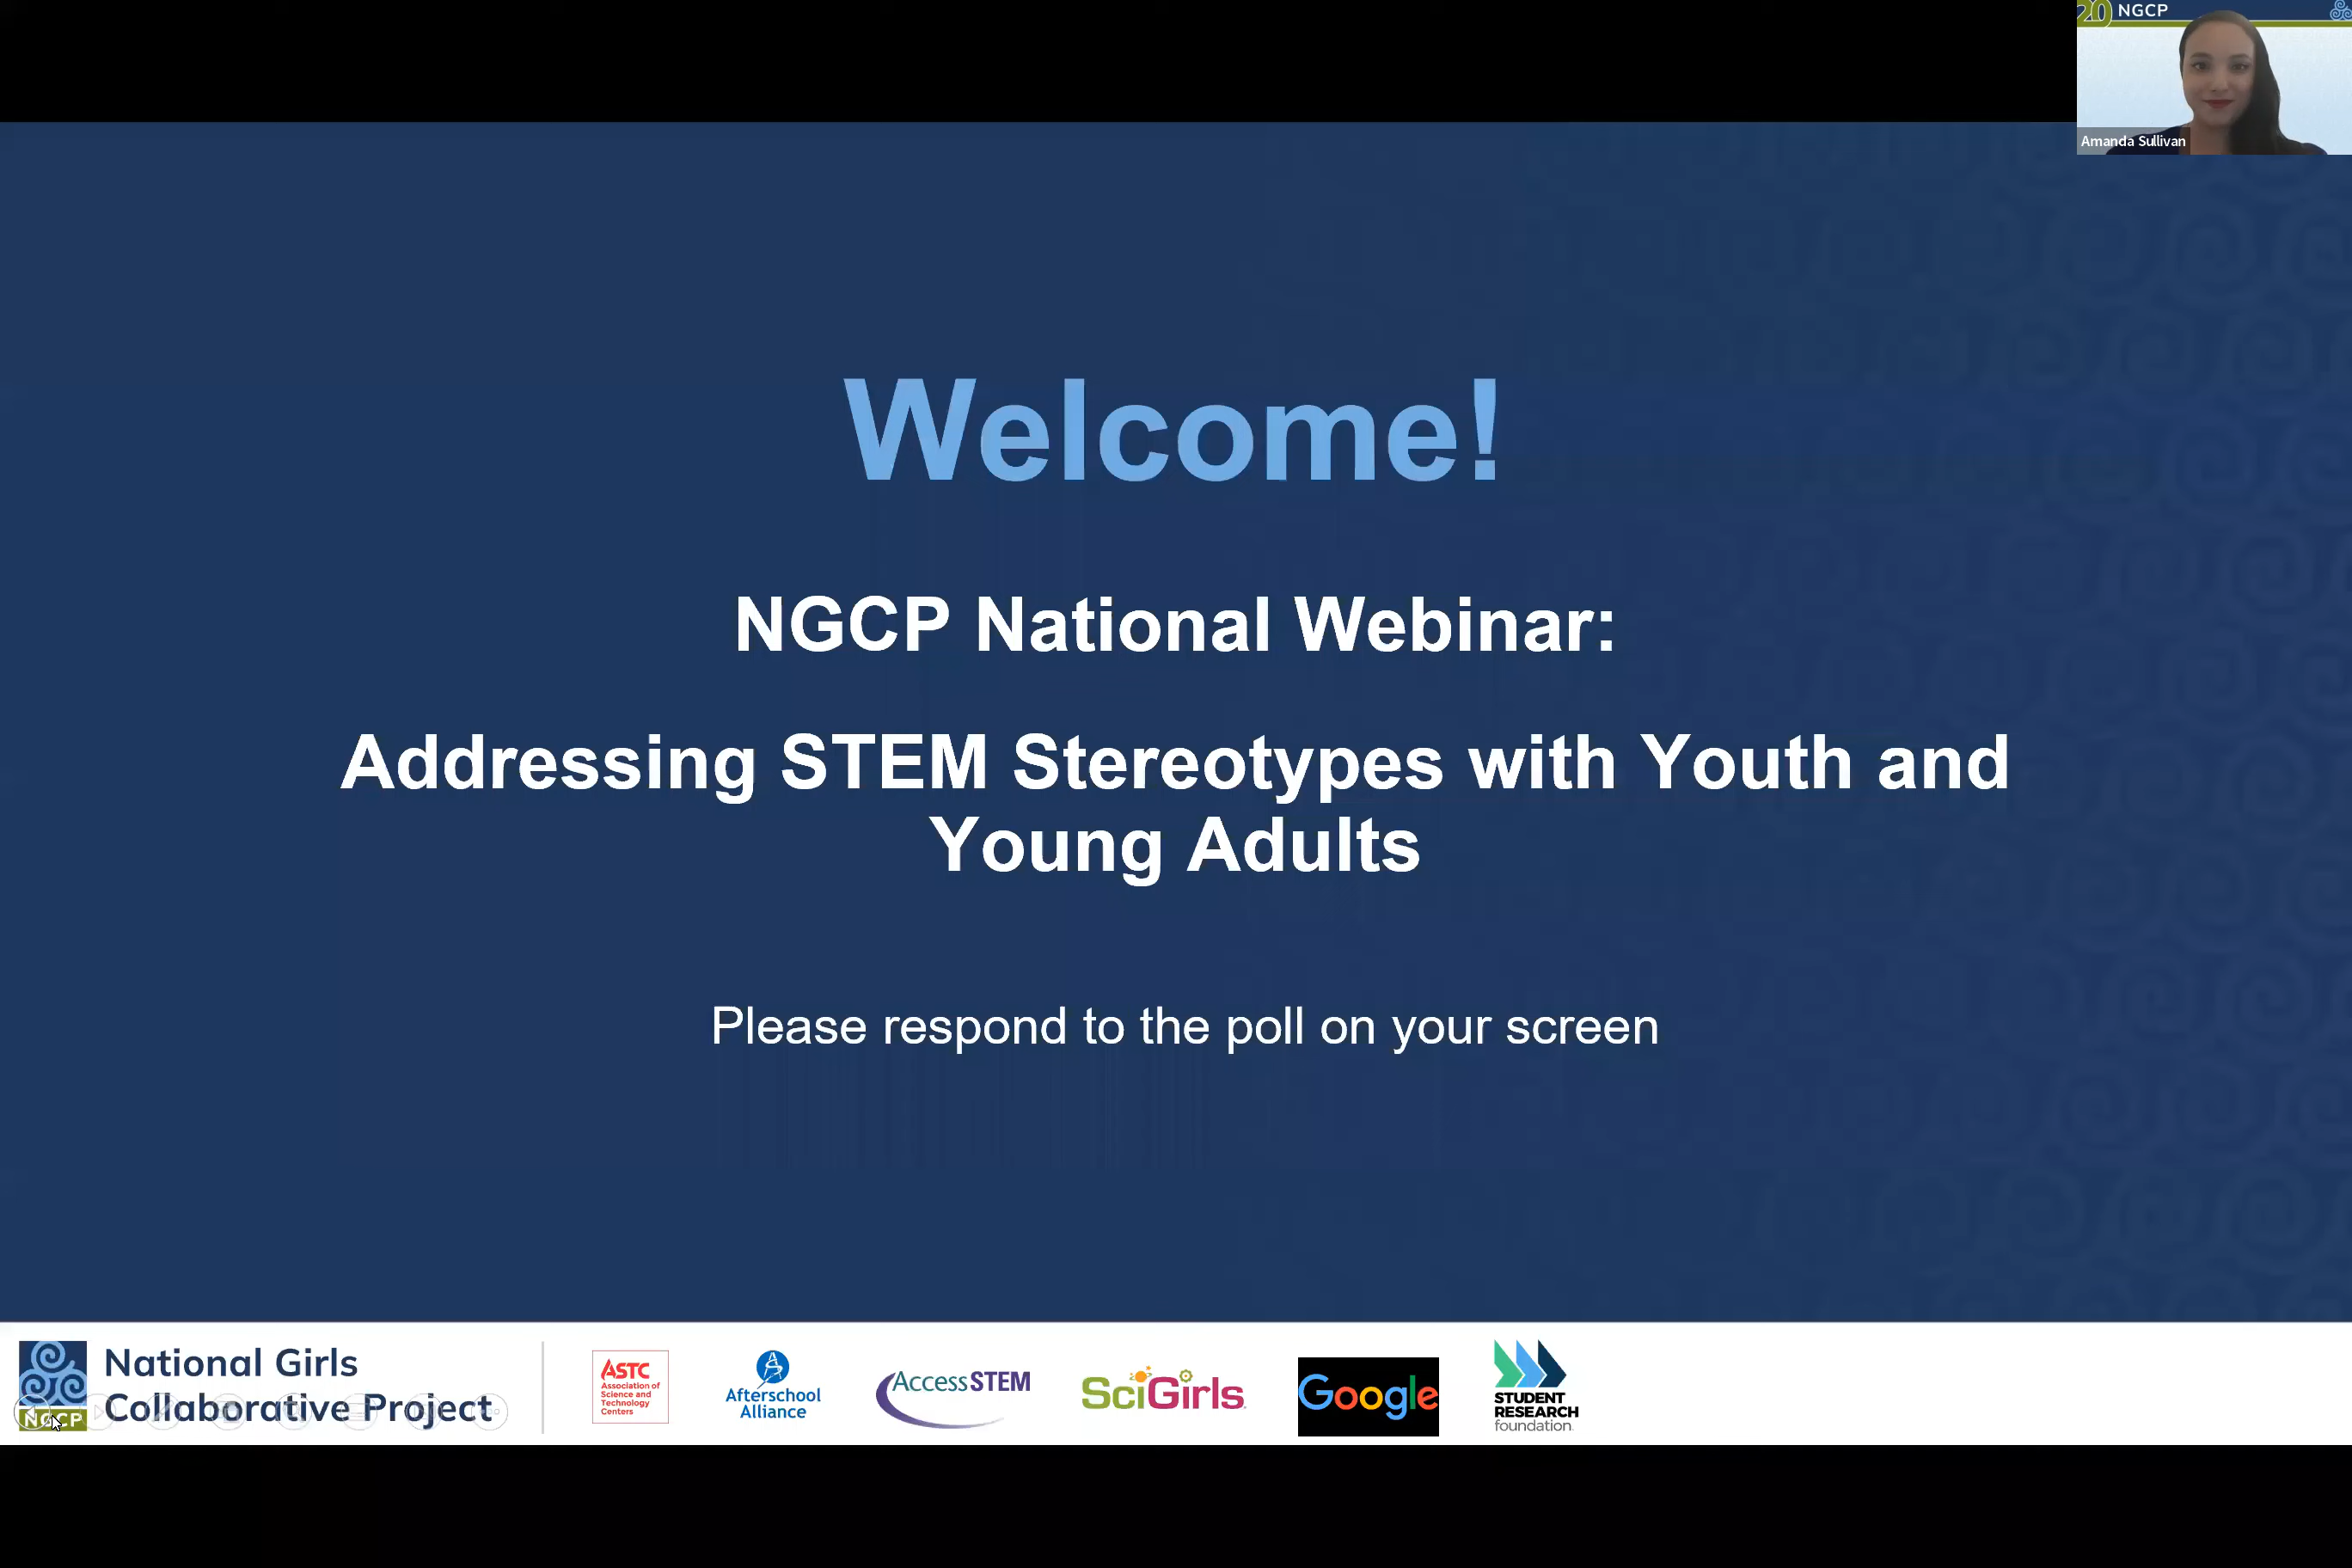 20 NGCP
Amanda Sullivan
Welcome!
NGCP National Webinar:
Addressing STEM Stereotypes with Youth and
Young Adults
Please respond to the poll on your screen
NGCP
National Girls
Collaborative Project
ASTC
Association of
Science and
Technology
Centers
Afterschool
Alliance
AccessSTEM
SciGirls
Google
STUDENT
RESEARCH
foundation